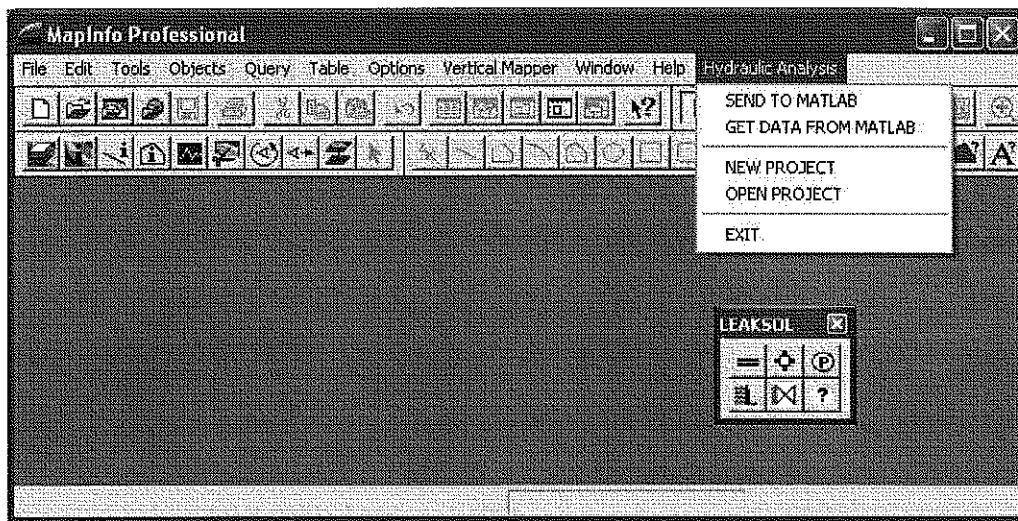 MapInfo Professional
File Edit Tools Objects Query Table Options Vertical Mapper Window Help Hydraulic Analysis
SEND TO MATLAB
GET DATA FROM MATLAB
NEW PROJECT
OPEN PROJECT
EXIT
LEAKSOL
P
?
A